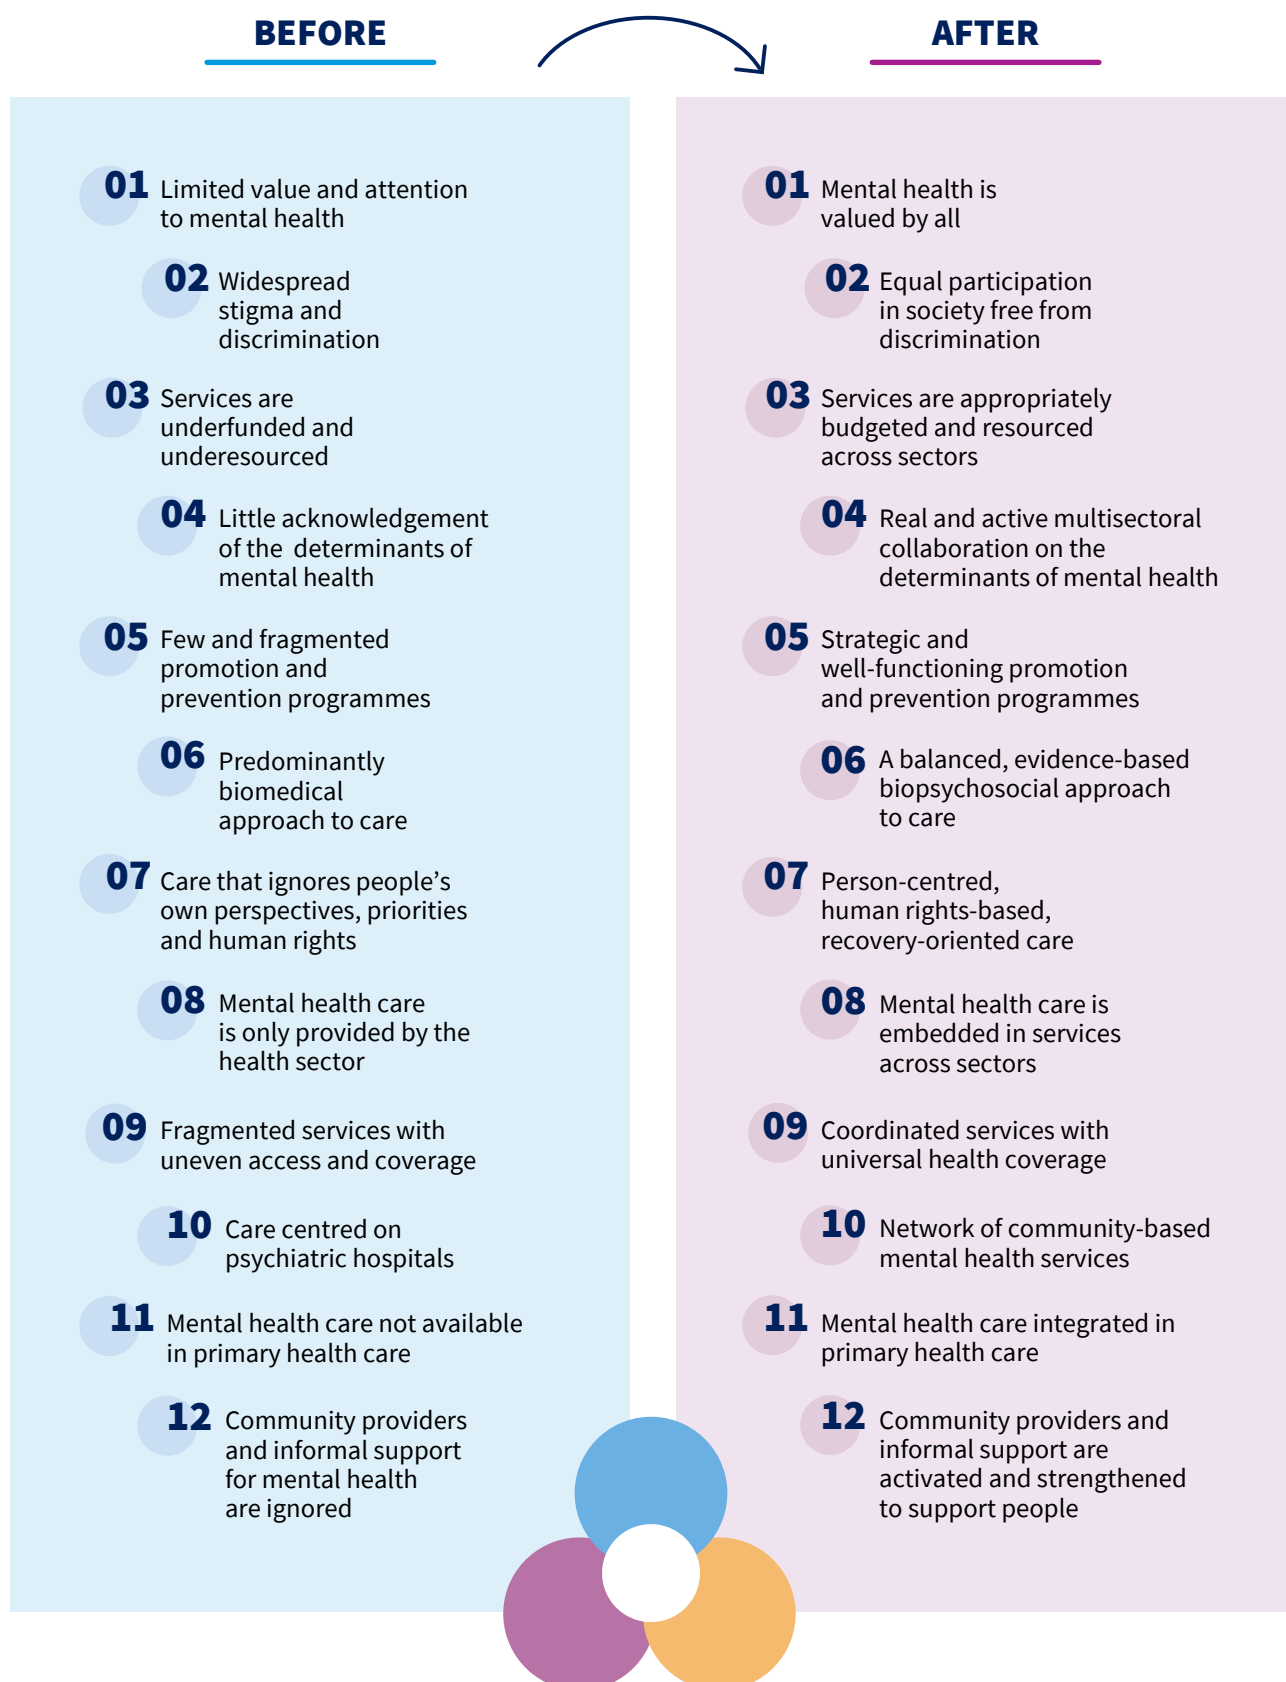 BEFORE
AFTER
01 Limited value and attention
to mental health
02 Widespread
stigma and
discrimination
03 Services are
underfunded and
underesourced
04 Little acknowledgement
of the determinants of
mental health
05 Few and fragmented
promotion and
prevention programmes
06 Predominantly
biomedical
approach to care
07 Care that ignores people’s
own perspectives, priorities
and human rights
08 Mental health care
is only provided by the
health sector
09 Fragmented services with
uneven access and coverage
10 Care centred on
psychiatric hospitals
11 Mental health care not available
in primary health care
12 Community providers
and informal support
for mental health
are ignored
01 Mental health is
valued by all
02 Equal participation
in society free from
discrimination
03 Services are appropriately
budgeted and resourced
across sectors
04 Real and active multisectoral
collaboration on the
determinants of mental health
05 Strategic and
well-functioning promotion
and prevention programmes
06 A balanced, evidence-based
biopsychosocial approach
to care
07 Person-centred,
human rights-based,
recovery-oriented care
08 Mental health care is
embedded in services
across sectors
09 Coordinated services with
universal health coverage
10 Network of community-based
mental health services
11 Mental health care integrated in
primary health care
12 Community providers and
informal support are
activated and strengthened
to support people